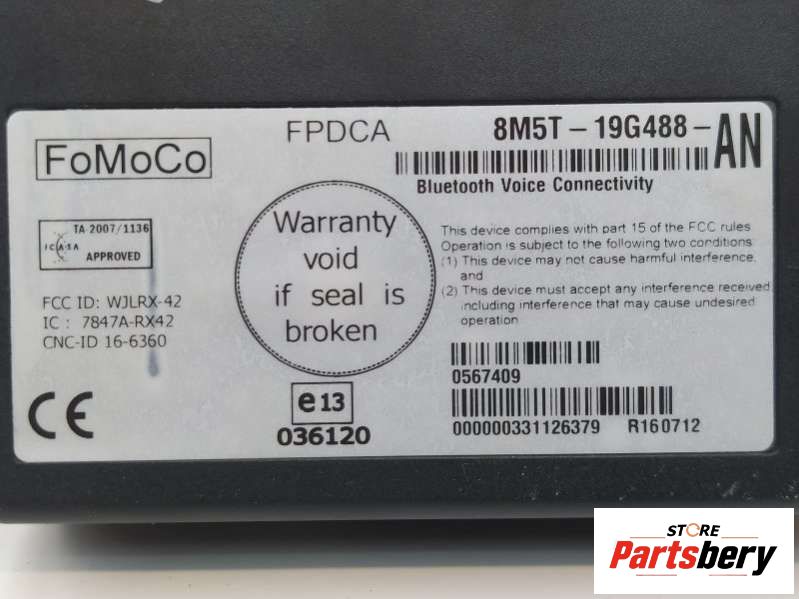 FoMoCo
FPDCA
8M5T-19G488-AN
Bluetooth Voice Connectivity
TA 2007/1136
ICASA
APPROVED
FCC ID: WJLRX-42
IC : 7847A-RX42
CNC-ID 16-6360
CE
Warranty
void
if seal is
broken
e13
036120
This device complies with part 15 of the FCC rules
Operation is subject to the following two conditions:
(1) This device may not cause harmful interference,
and
(2) This device must accept any interference received,
including interference that may cause undesired
operation
0567409
000000331126379 R160712
STORE
Partsbery